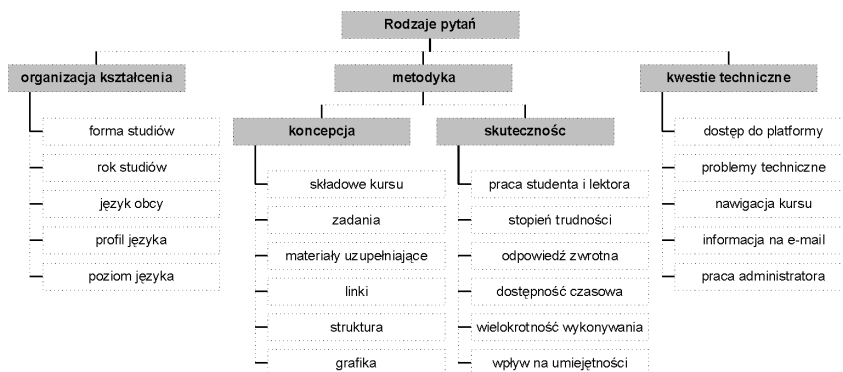 Rodzaje pytań
organizacja kształcenia
metodyka
kwestie techniczne
forma studiów
rok studiów
język obcy
profil języka
poziom języka
koncepcja
składowe kursu
zadania
materiały uzupełniające
linki
struktura
grafika
skutecznośc
praca studenta i lektora
stopień trudności
odpowiedź zwrotna
dostępność czasowa
wielokrotność wykonywania
wpływ na umiejętności
dostęp do platformy
problemy techniczne
nawigacja kursu
informacja na e-mail
praca administratora